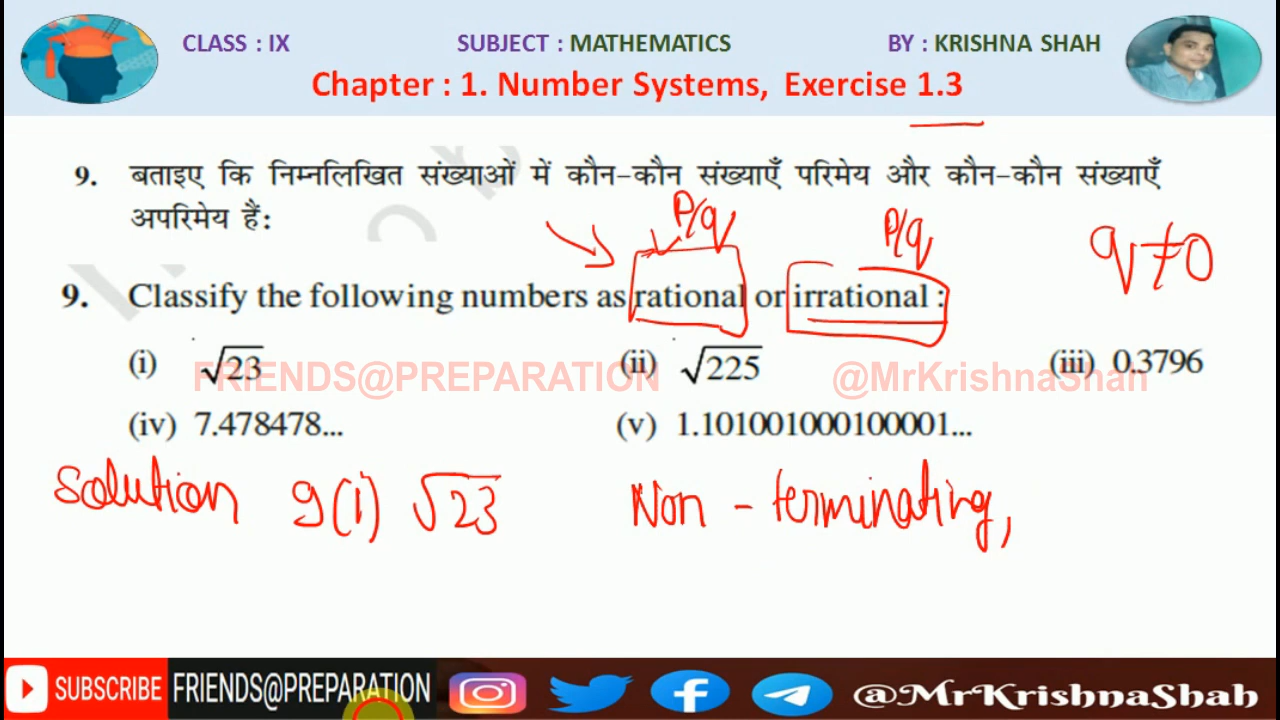 CLASS : IX SUBJECT : MATHEMATICS BY : KRISHNA SHAH
Chapter : 1. Number Systems, Exercise 1.3
9. बताइए कि निम्नलिखित संख्याओं में कौन-कौन संख्याएँ परिमेय और कौन-कौन संख्याएँ
अपरिमेय हैं:
P/q P/q q≠0
9. Classify the following numbers as rational or irrational :
(i) √23 (ii) √225 (iii) 0.3796
FRIENDS@PREPARATION @MrKrishnaShah
(iv) 7.478478... (v) 1.101001000100001...
Solution 9(i) √23 Non - terminating,
SUBSCRIBE FRIENDS@PREPARATION @MrKrishnaShah